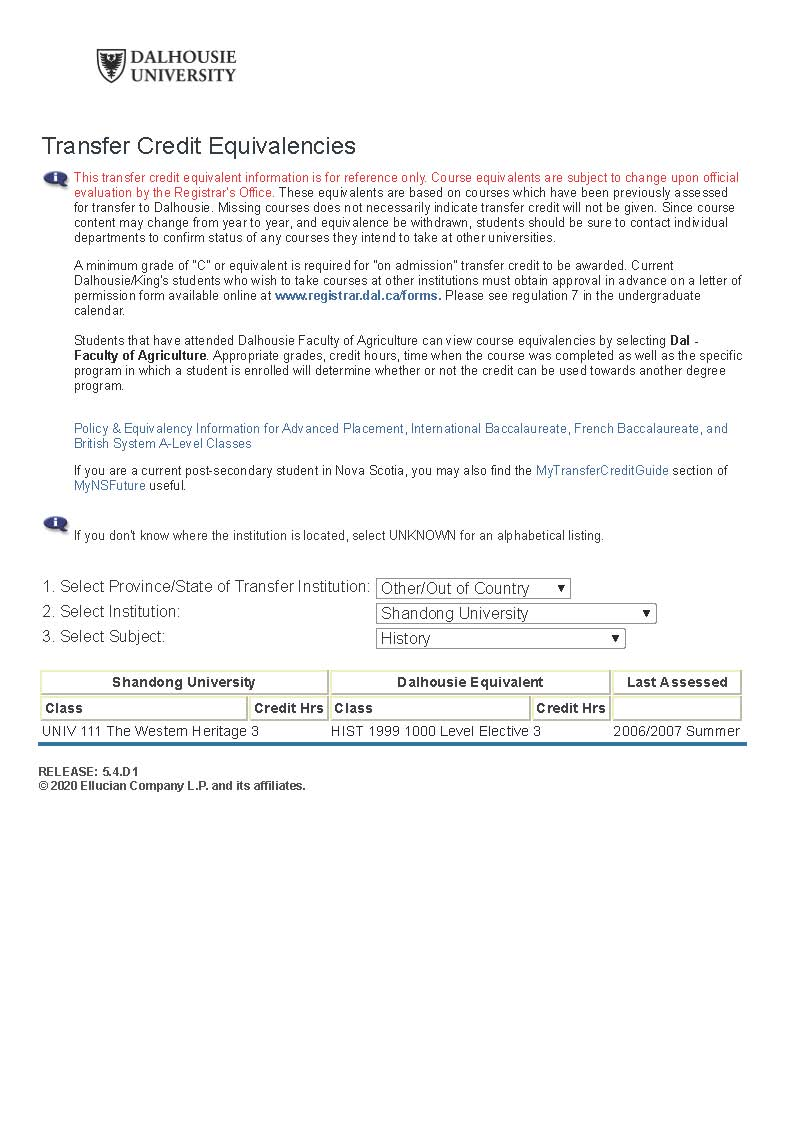 DALHOUSIE
UNIVERSITY
Transfer Credit Equivalencies
This transfer credit equivalent information is for reference only. Course equivalents are subject to change upon official
evaluation by the Registrar's Office. These equivalents are based on courses which have been previously assessed
for transfer to Dalhousie. Missing courses does not necessarily indicate transfer credit will not be given. Since course
content may change from year to year, and equivalence be withdrawn, students should be sure to contact individual
departments to confirm status of any courses they intend to take at other universities.
A minimum grade of "C" or equivalent is required for "on admission" transfer credit to be awarded. Current
Dalhousie/King's students who wish to take courses at other institutions must obtain approval in advance on a letter of
permission form available online at www.registrar.dal.ca/forms. Please see regulation 7 in the undergraduate
calendar.
Students that have attended Dalhousie Faculty of Agriculture can view course equivalencies by selecting Dal -
Faculty of Agriculture. Appropriate grades, credit hours, time when the course was completed as well as the specific
program in which a student is enrolled will determine whether or not the credit can be used towards another degree
program.
Policy & Equivalency Information for Advanced Placement, International Baccalaureate, French Baccalaureate, and
British System A-Level Classes
If you are a current post-secondary student in Nova Scotia, you may also find the MyTransferCreditGuide section of
MyNSFuture useful.
If you don't know where the institution is located, select UNKNOWN for an alphabetical listing.
1. Select Province/State of Transfer Institution: Other/Out of Country
2. Select Institution: Shandong University
3. Select Subject: History
Shandong University Dalhousie Equivalent Last Assessed
Class Credit Hrs Class Credit Hrs
UNIV 111 The Western Heritage 3 HIST 1999 1000 Level Elective 3 2006/2007 Summer
RELEASE: 5.4.D1
© 2020 Ellucian Company L.P. and its affiliates.